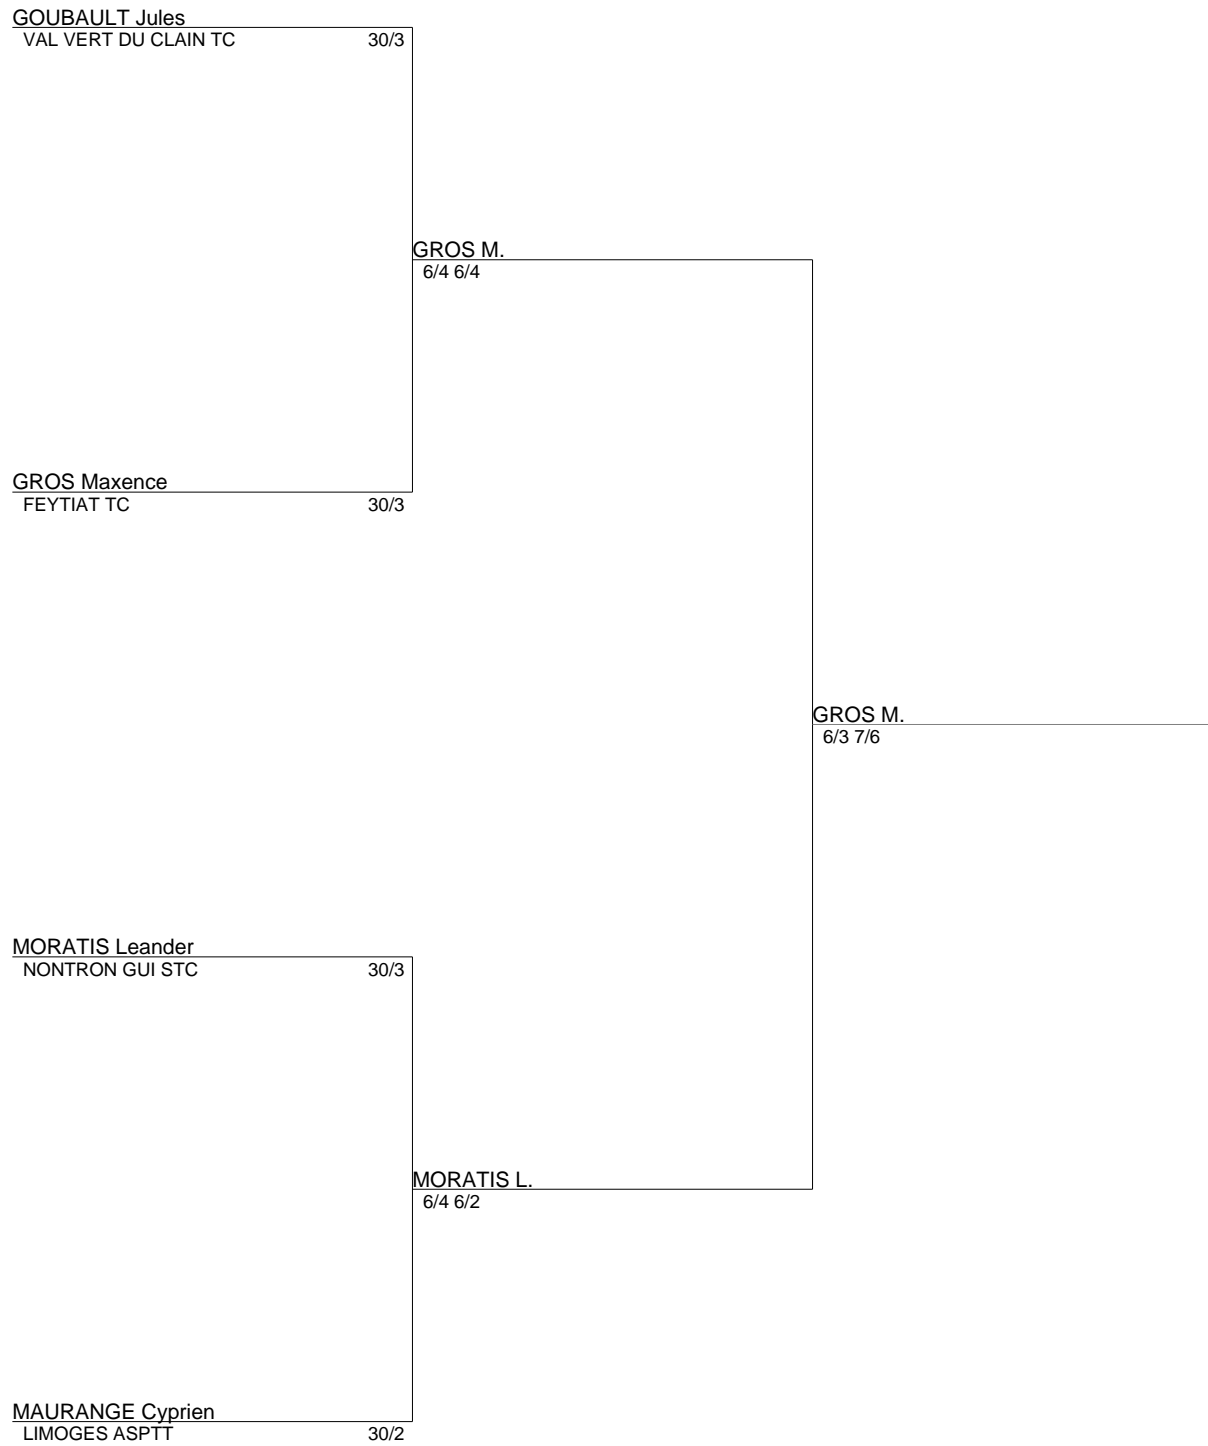 GOUBAULT Jules
VAL VERT DU CLAIN TC 30/3
GROS M.
6/4 6/4
GROS Maxence
FEYTIAT TC 30/3
GROS M.
6/3 7/6
MORATIS Leander
NONTRON GUI STC 30/3
MORATIS L.
6/4 6/2
MAURANGE Cyprien
LIMOGES ASPTT 30/2